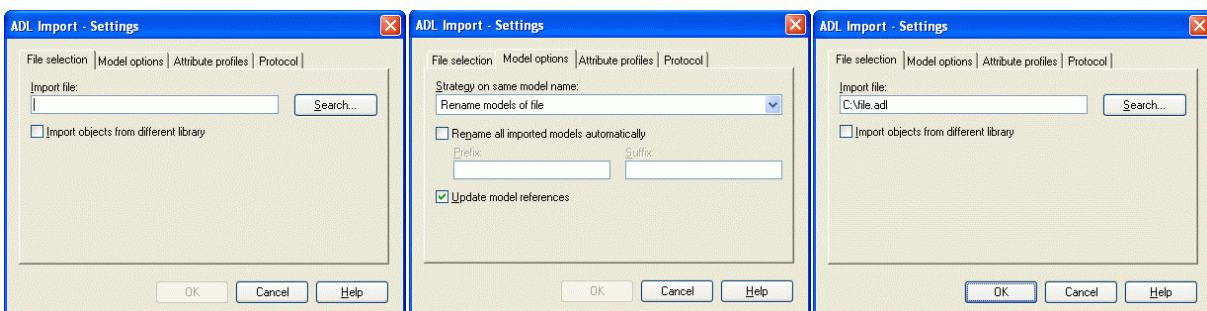 ADL Import - Settings
File selection Model options Attribute profiles Protocol
Import file:
Search...
Import objects from different library
OK Cancel Help
ADL Import - Settings
File selection Model options Attribute profiles Protocol
Strategy on same model name:
Rename models of file
Rename all imported models automatically
Prefix: Suffix:
Update model references
OK Cancel Help
ADL Import - Settings
File selection Model options Attribute profiles Protocol
Import file:
C:\file.adl Search...
Import objects from different library
OK Cancel Help